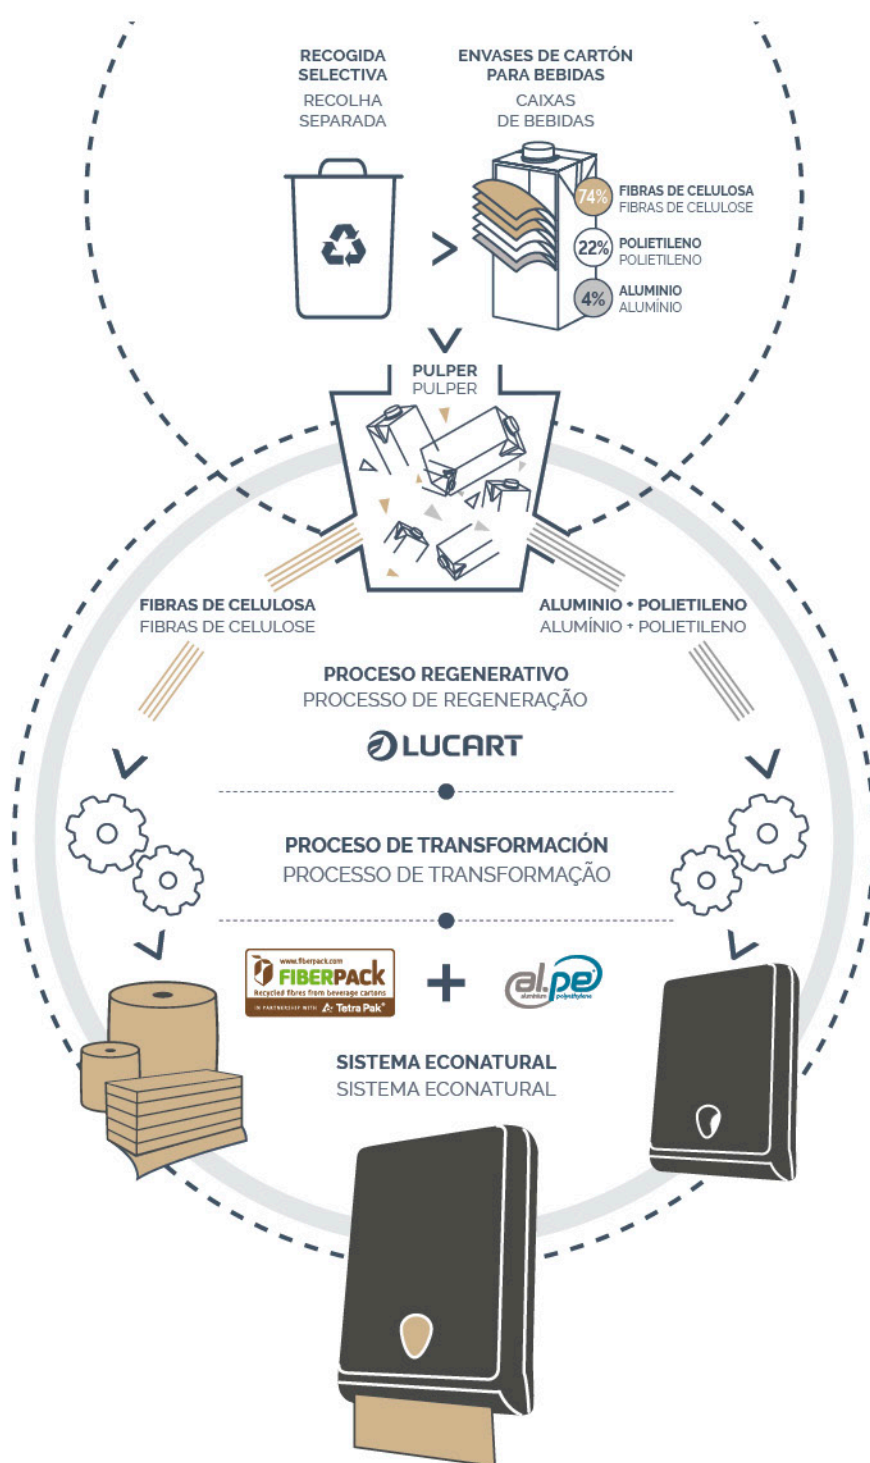 RECOGIDA
SELECTIVA
RECOLHA
SEPARADA
ENVASES DE CARTÓN
PARA BEBIDAS
CAIXAS
DE BEBIDAS
74%
FIBRAS DE CELULOSA
FIBRAS DE CELULOSE
22%
POLIETILENO
POLIETILENO
4%
ALUMINIO
ALUMÍNIO
PULPER
PULPER
FIBRAS DE CELULOSA
FIBRAS DE CELULOSE
ALUMINIO + POLIETILENO
ALUMÍNIO + POLIETILENO
PROCESO REGENERATIVO
PROCESSO DE REGENERAÇÃO
LUCART
PROCESO DE TRANSFORMACIÓN
PROCESSO DE TRANSFORMAÇÃO
www.fiberpack.com
FIBERPACK
Recycled fibres from beverage cartons
IN PARTNERSHIP WITH Tetra Pak®
+
al.pe®
aluminium polyethylene
SISTEMA ECONATURAL
SISTEMA ECONATURAL